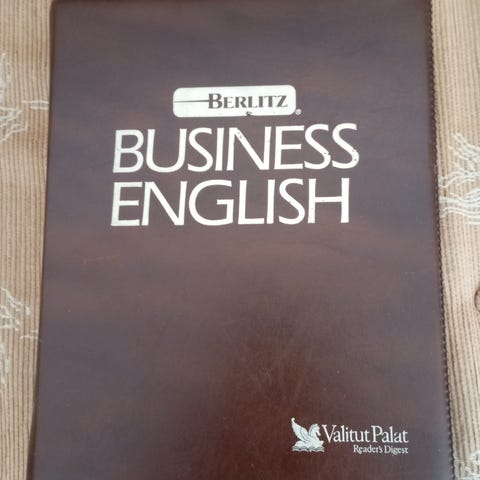 BERLITZ®
BUSINESS
ENGLISH
Valitut Palat
Reader's Digest